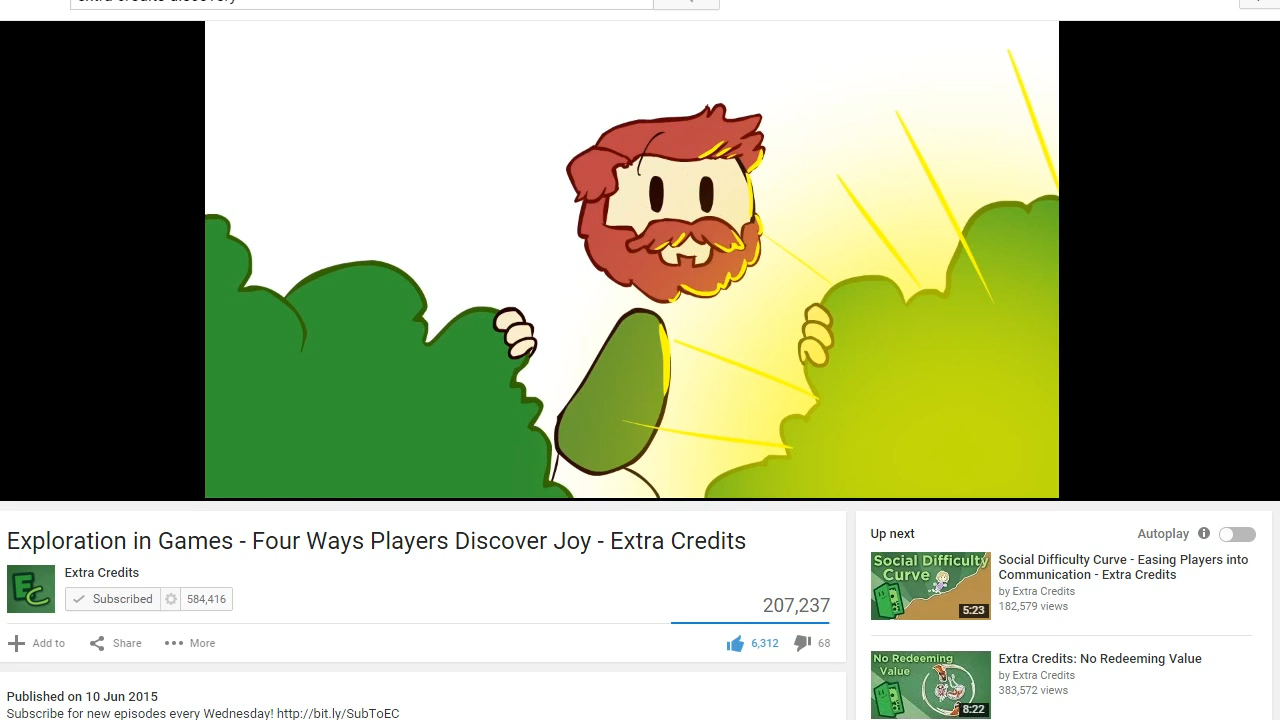 extra credits discovery
Exploration in Games - Four Ways Players Discover Joy - Extra Credits
EC
Extra Credits
Subscribed 584,416
207,237
Add to Share More
6,312 68
Published on 10 Jun 2015
Subscribe for new episodes every Wednesday! http://bit.ly/SubToEC
Up next
Autoplay
Social Difficulty
Curve
5:23
Social Difficulty Curve - Easing Players into
Communication - Extra Credits
by Extra Credits
182,579 views
No Redeeming
Value
8:22
Extra Credits: No Redeeming Value
by Extra Credits
383,572 views